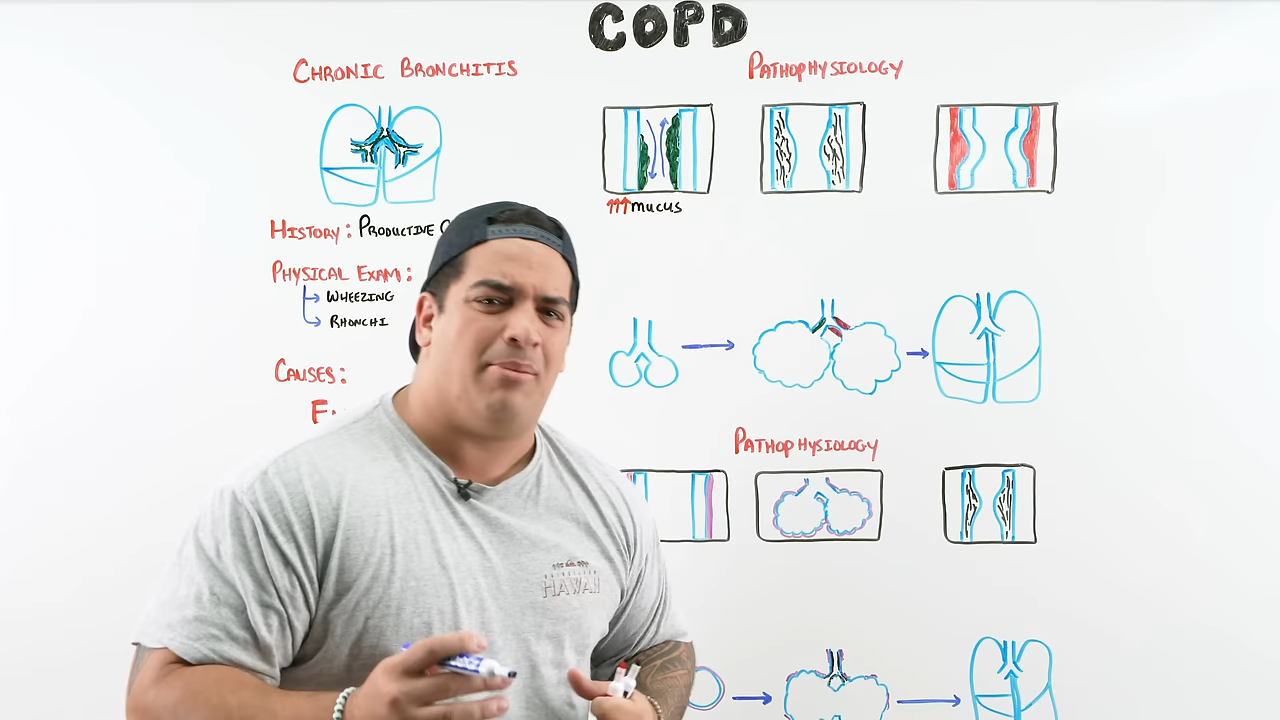 COPD
CHRONIC BRONCHITIS
PATHOPHYSIOLOGY
↑↑↑ MUCUS
HISTORY: PRODUCTIVE
PHYSICAL EXAM:
WHEEZING
RHONCHI
CAUSES:
PATHOPHYSIOLOGY
HAWAII